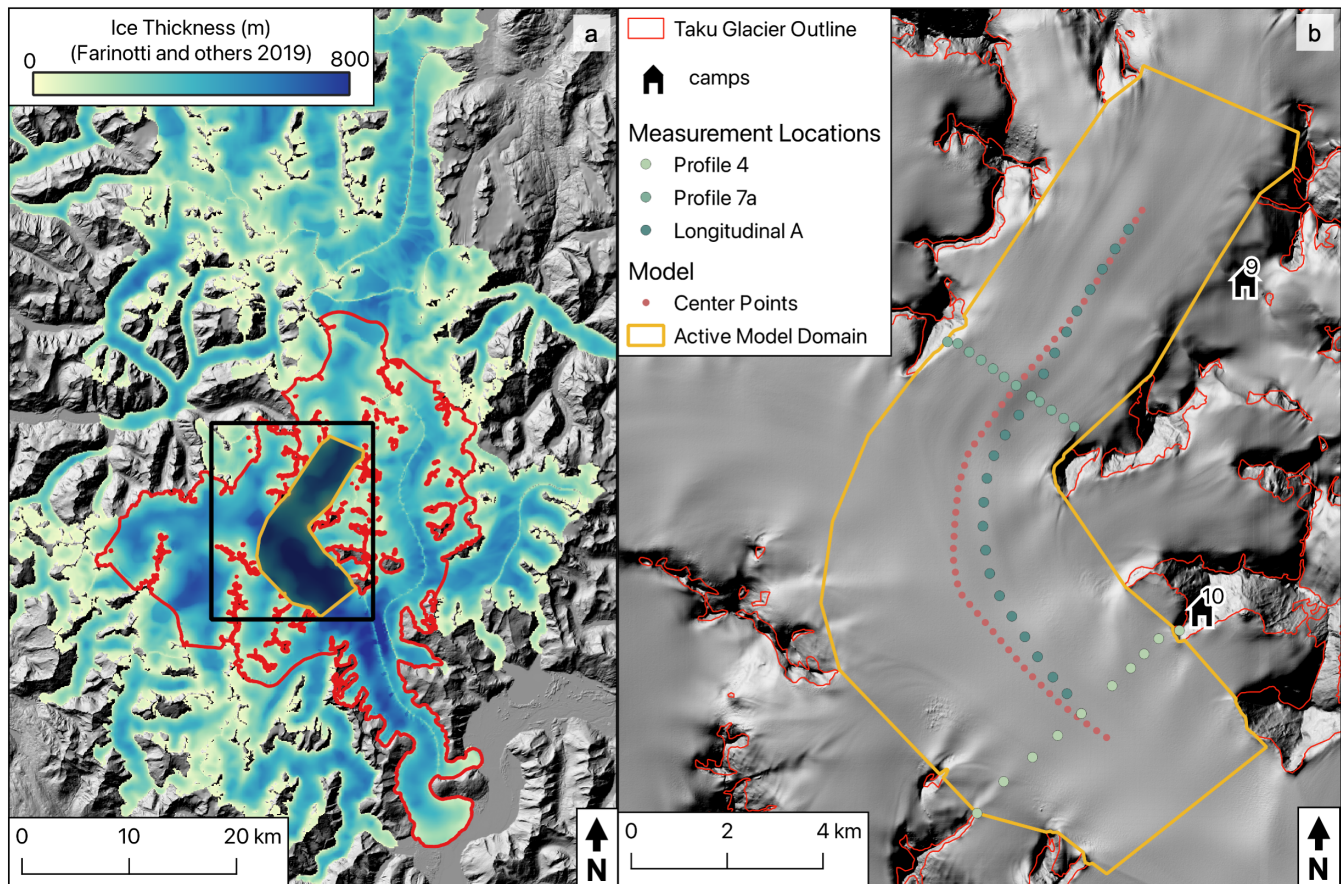 Ice Thickness (m)
(Farinotti and others 2019)
0 800
a
0 10 20 km
N
Taku Glacier Outline
camps
Measurement Locations
Profile 4
Profile 7a
Longitudinal A
Model
Center Points
Active Model Domain
b
9
10
0 2 4 km
N